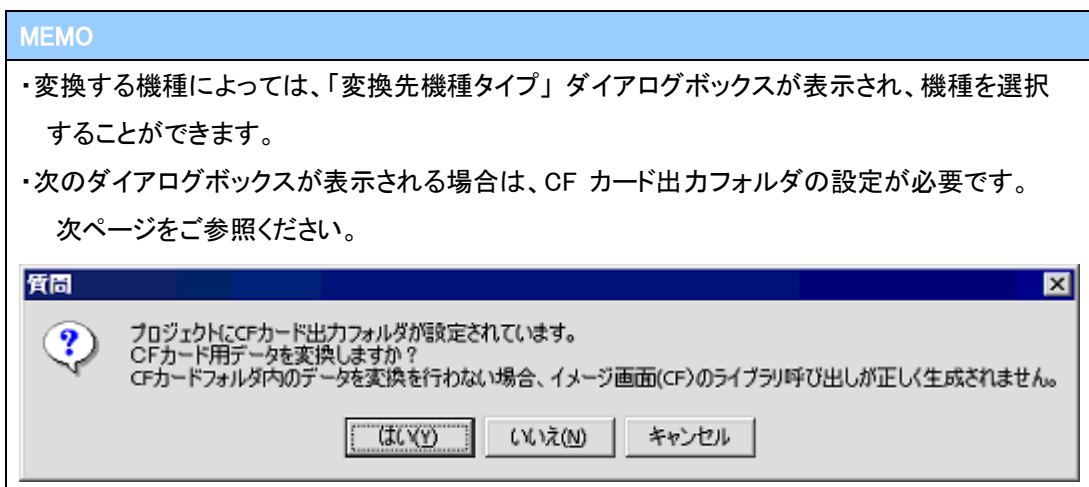 MEMO
・変換する機種によっては、「変換先機種タイプ」 ダイアログボックスが表示され、機種を選択
することができます。
・次のダイアログボックスが表示される場合は、CF カード出力フォルダの設定が必要です。
次ページをご参照ください。
質問
プロジェクトにCFカード出力フォルダが設定されています。
CFカード用データを変換しますか?
CFカードフォルダ内のデータを変換を行わない場合、イメージ画面(CF)のライブラリ呼び出しが正しく生成されません。
はい(Y) いいえ(N) キャンセル